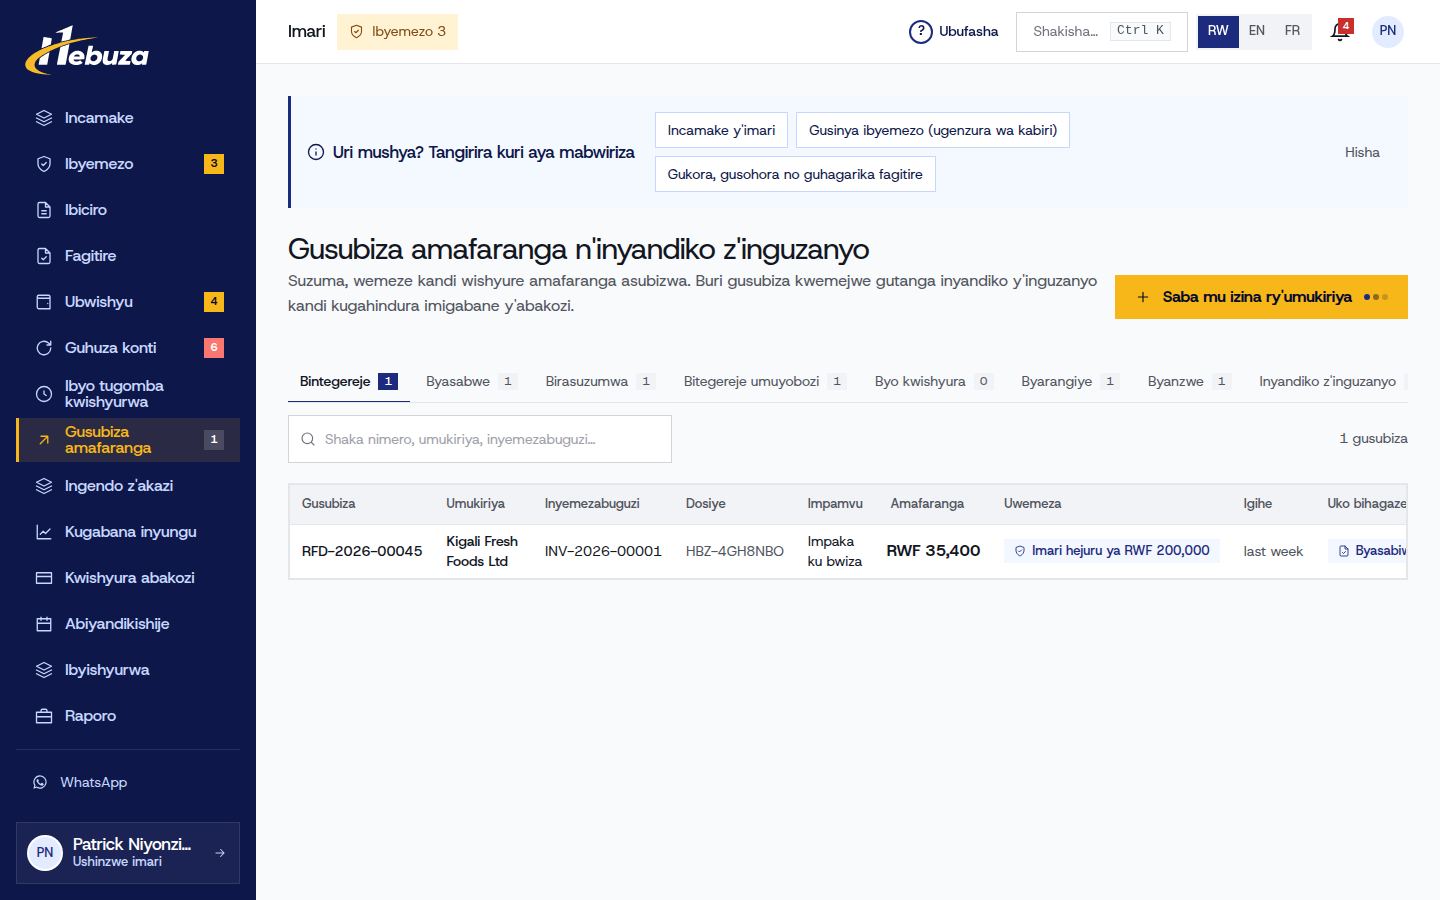 Hebuza
Incamake
Ibyemezo 3
Ibiciro
Fagitire
Ubwishyu 4
Guhuza konti 6
Ibyo tugomba
kwishyurwa
Gusubiza
amafaranga 1
Ingendo z'akazi
Kugabana inyungu
Kwishyura abakozi
Abiyandikishije
Ibyishyurwa
Raporo
WhatsApp
PN Patrick Niyonzi...
Ushinzwe imari
Imari Ibyemezo 3 ? Ubufasha Shakisha... Ctrl K RW EN FR 4 PN
Uri mushya? Tangirira kuri aya mabwiriza
Incamake y'imari Gusinya ibyemezo (ugenzura wa kabiri)
Gukora, gusohora no guhagarika fagitire
Hisha
Gusubiza amafaranga n'inyandiko z'inguzanyo
Suzuma, wemeze kandi wishyure amafaranga asubizwa. Buri gusubiza kwemejwe gutanga inyandiko y'inguzanyo
kandi kugahindura imigabane y'abakozi.
+ Saba mu izina ry'umukiriya
Bintegereje 1 Byasabwe 1 Birasuzumwa 1 Bitegereje umuyobozi 1 Byo kwishyura 0 Byarangiye 1 Byanzwe 1 Inyandiko z'inguzanyo
Shaka nimero, umukiriya, inyemezabuguzi...
1 gusubiza
Gusubiza Umukiriya Inyemezabuguzi Dosiye Impamvu Amafaranga Uwemeza Igihe Uko bihagaze
RFD-2026-00045 Kigali Fresh
Foods Ltd INV-2026-00001 HBZ-4GH8NBO Impaka
ku bwiza RWF 35,400 Imari hejuru ya RWF 200,000 last week